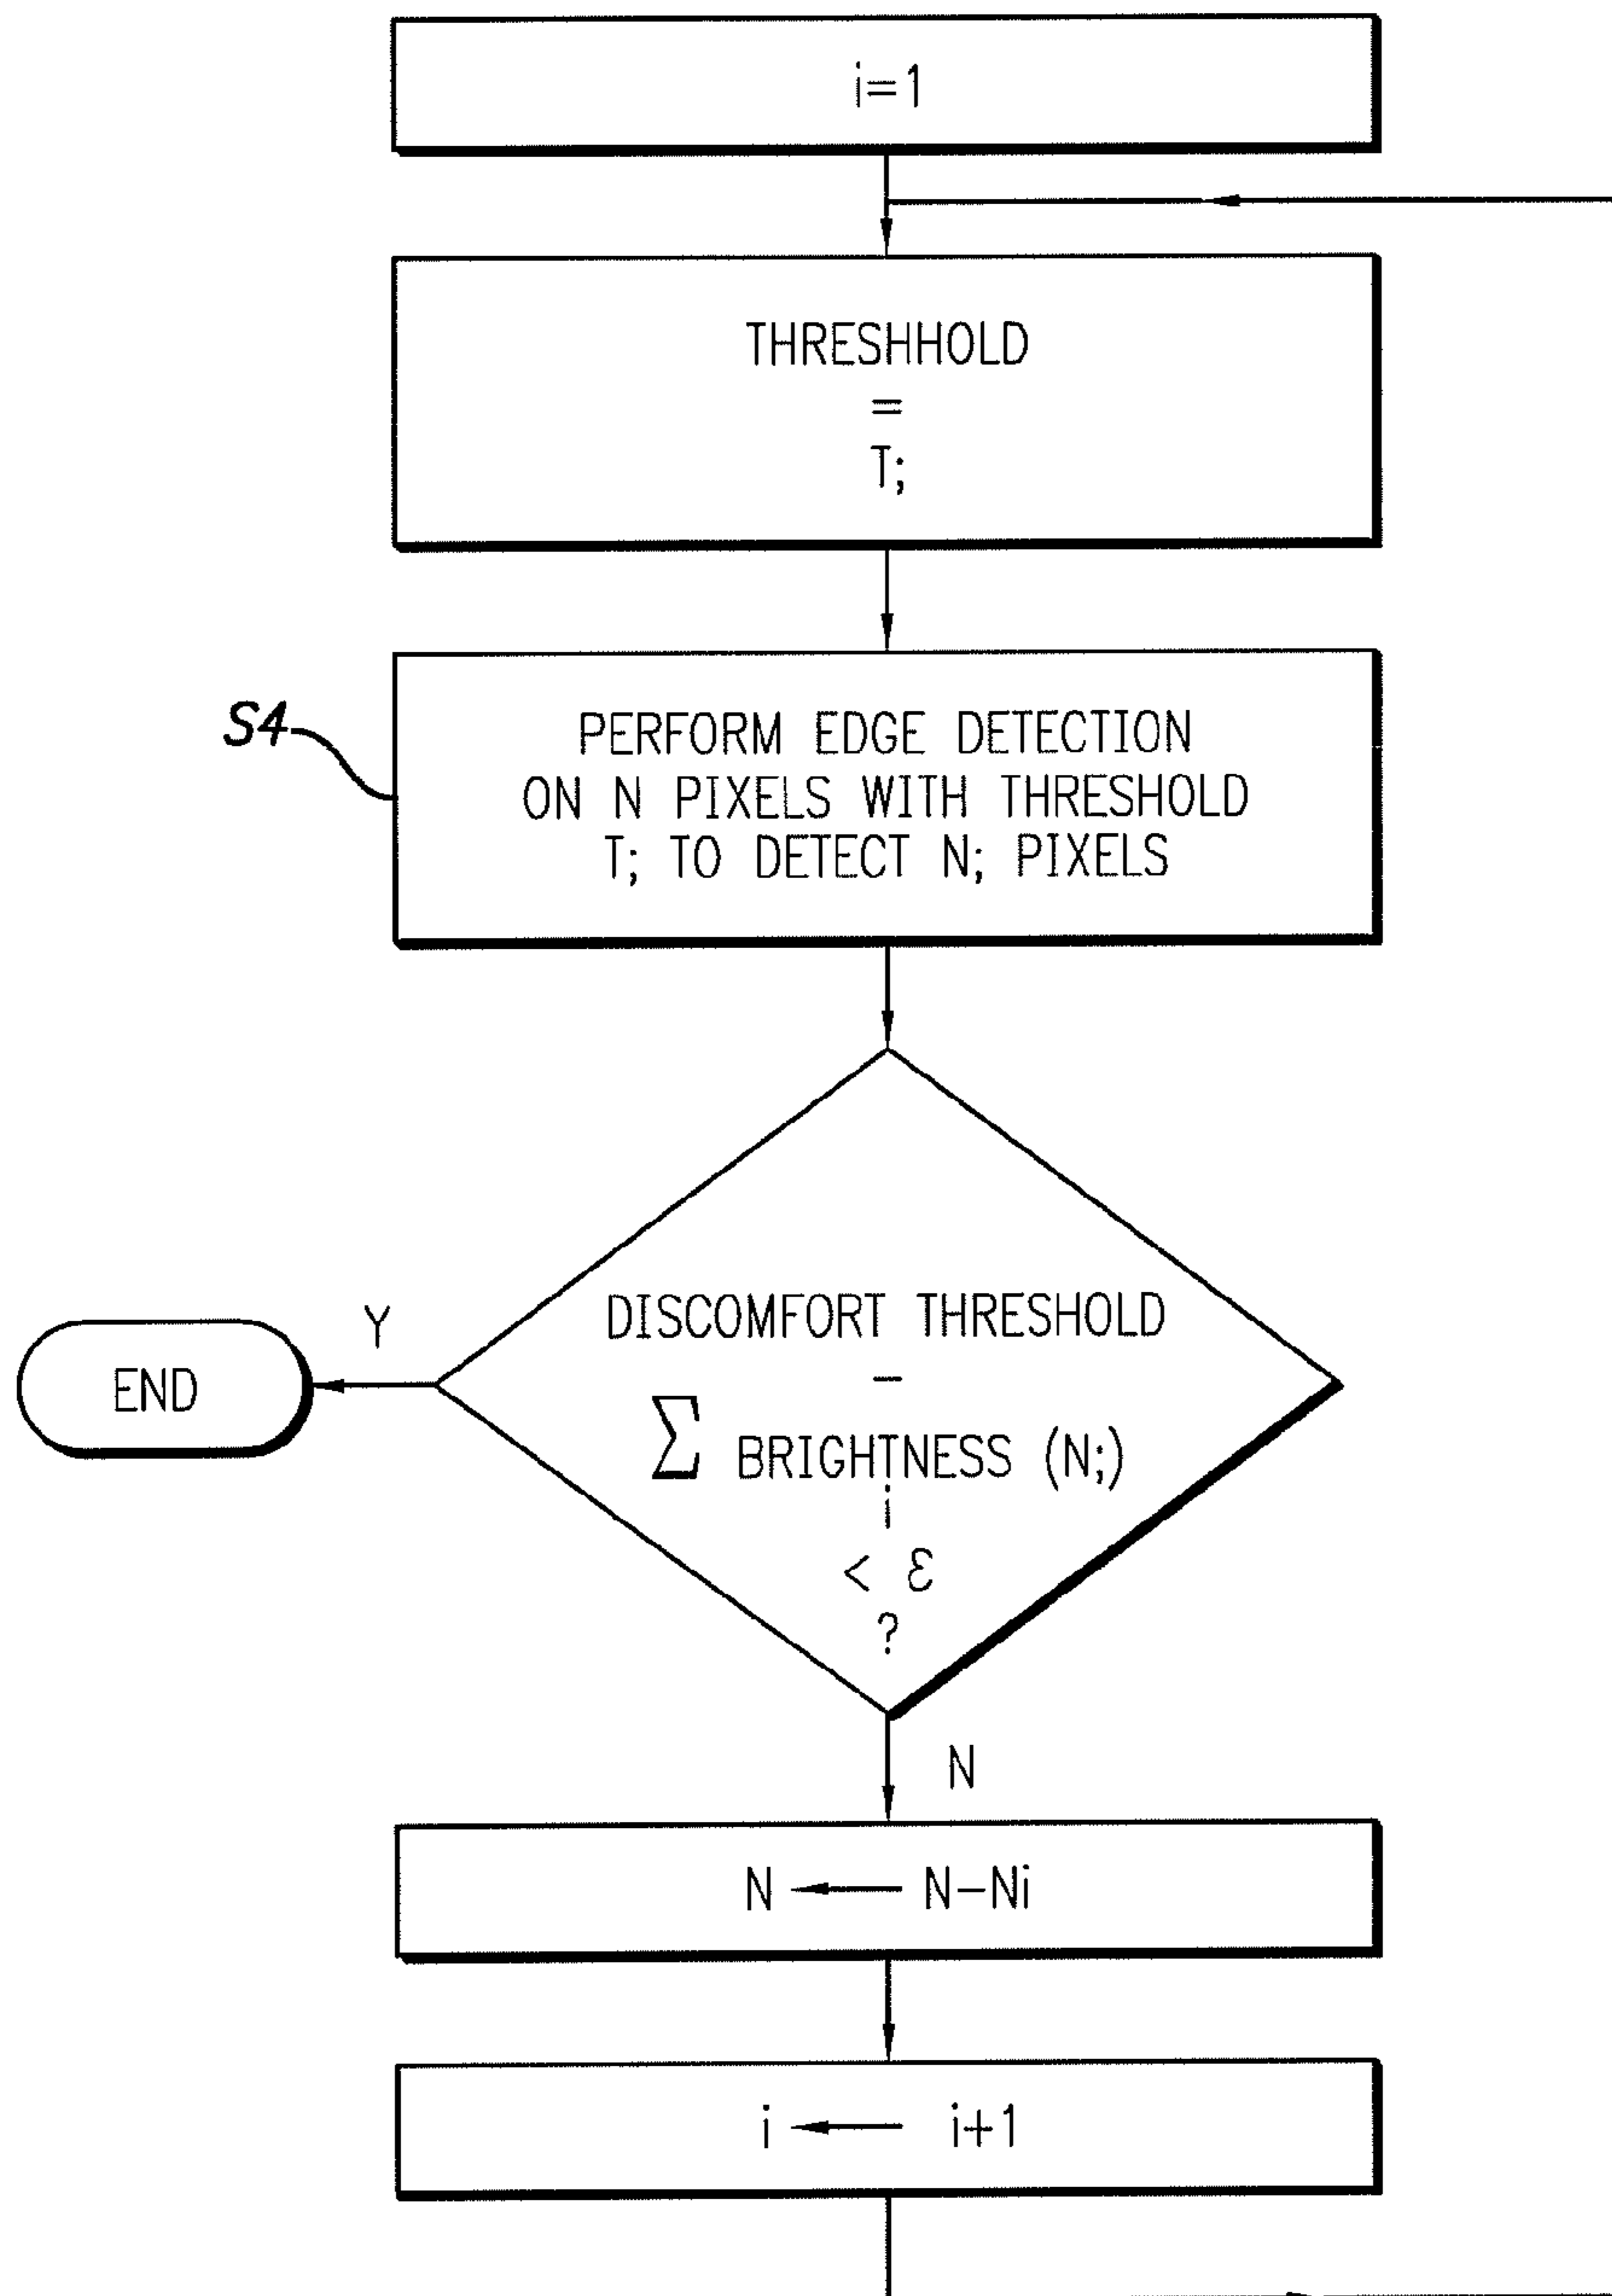 i=1
THRESHHOLD
=
T;
S4
PERFORM EDGE DETECTION
ON N PIXELS WITH THRESHOLD
T; TO DETECT N; PIXELS
DISCOMFORT THRESHOLD
–
∑ BRIGHTNESS (N;)
i
< ε
?
Y
END
N
N ← N–Ni
i ← i+1